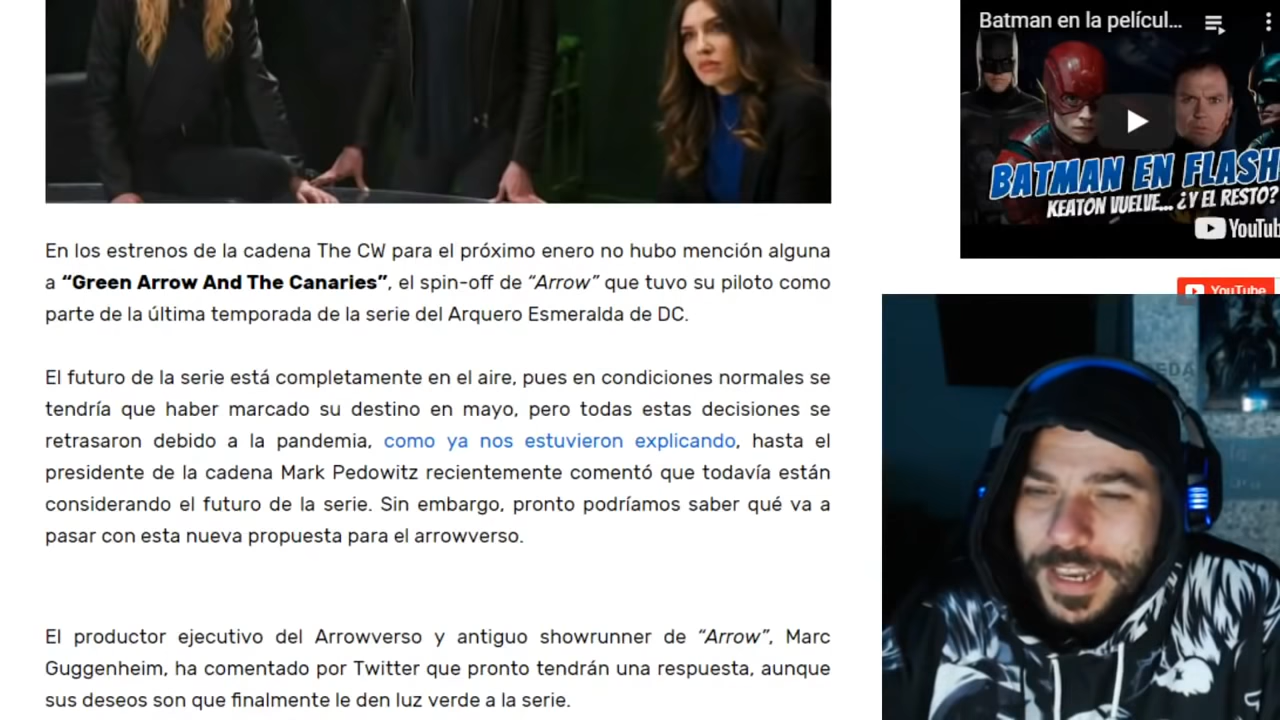 Batman en la películ...
BATMAN EN FLASH
KEATON VUELVE... ¿Y EL RESTO?
YouTub
YouTube
En los estrenos de la cadena The CW para el próximo enero no hubo mención alguna
a “Green Arrow And The Canaries”, el spin-off de “Arrow” que tuvo su piloto como
parte de la última temporada de la serie del Arquero Esmeralda de DC.
El futuro de la serie está completamente en el aire, pues en condiciones normales se
tendría que haber marcado su destino en mayo, pero todas estas decisiones se
retrasaron debido a la pandemia, como ya nos estuvieron explicando, hasta el
presidente de la cadena Mark Pedowitz recientemente comentó que todavía están
considerando el futuro de la serie. Sin embargo, pronto podríamos saber qué va a
pasar con esta nueva propuesta para el arrowverso.
El productor ejecutivo del Arrowverso y antiguo showrunner de “Arrow”, Marc
Guggenheim, ha comentado por Twitter que pronto tendrán una respuesta, aunque
sus deseos son que finalmente le den luz verde a la serie.